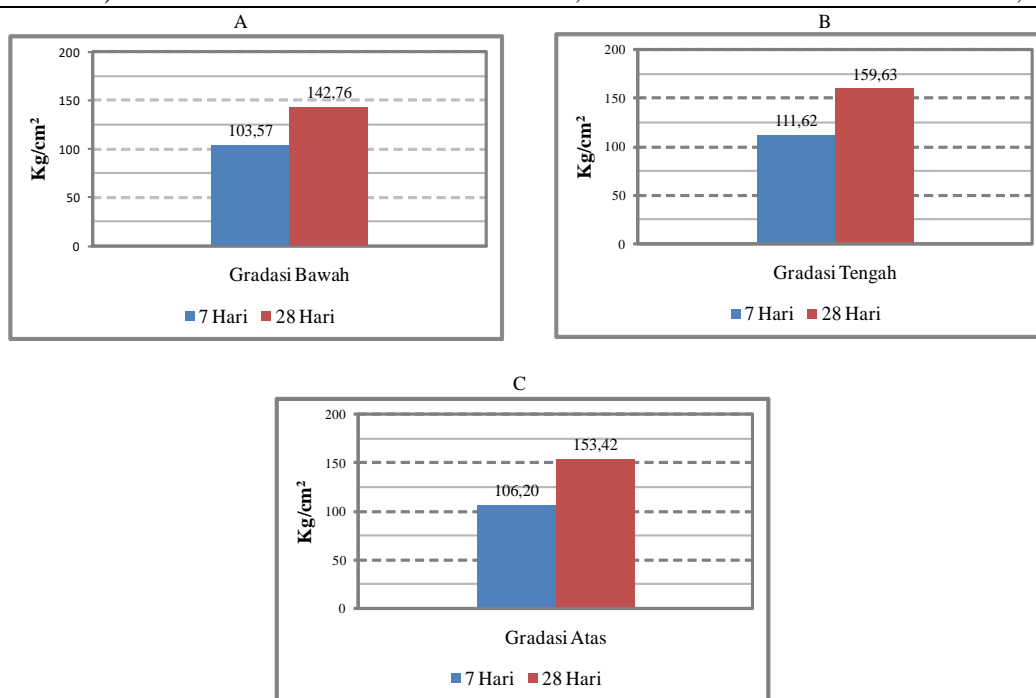 A
200
150
100
50
0
Kg/cm²
103,57
142,76
Gradasi Bawah
7 Hari 28 Hari
B
200
150
100
50
0
Kg/cm²
111,62
159,63
Gradasi Tengah
7 Hari 28 Hari
C
200
150
100
50
0
Kg/cm²
106,20
153,42
Gradasi Atas
7 Hari 28 Hari